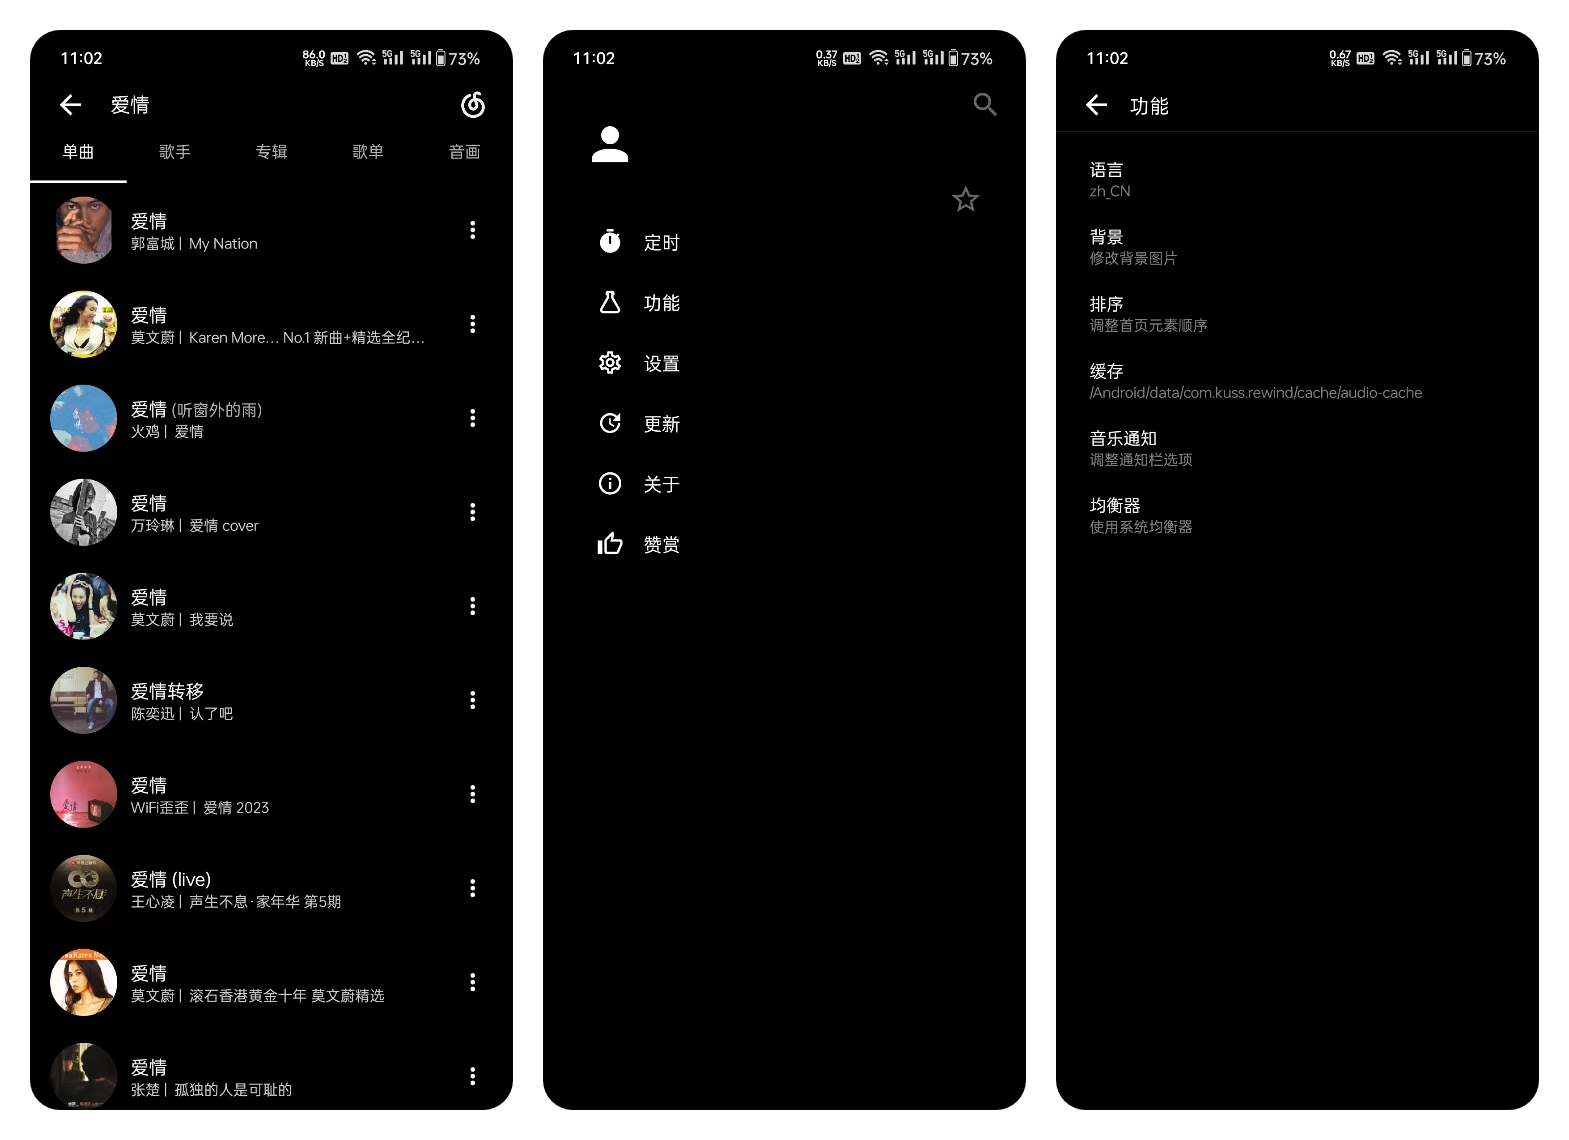 11:02
86.0 KB/S HD 5G 5G 73%
爱情
单曲 歌手 专辑 歌单 音画
爱情
郭富城 | My Nation
爱情
莫文蔚 | Karen More... No.1 新曲+精选全纪...
爱情 (听窗外的雨)
火鸡 | 爱情
爱情
万玲琳 | 爱情 cover
爱情
莫文蔚 | 我要说
爱情转移
陈奕迅 | 认了吧
爱情
WiFi歪歪 | 爱情 2023
爱情 (live)
王心凌 | 声生不息·家年华 第5期
爱情
莫文蔚 | 滚石香港黄金十年 莫文蔚精选
爱情
张楚 | 孤独的人是可耻的
11:02
0.37 KB/S HD 5G 5G 73%
定时
功能
设置
更新
关于
赞赏
11:02
0.67 KB/S HD 5G 5G 73%
功能
语言
zh_CN
背景
修改背景图片
排序
调整首页元素顺序
缓存
/Android/data/com.kuss.rewind/cache/audio-cache
音乐通知
调整通知栏选项
均衡器
使用系统均衡器